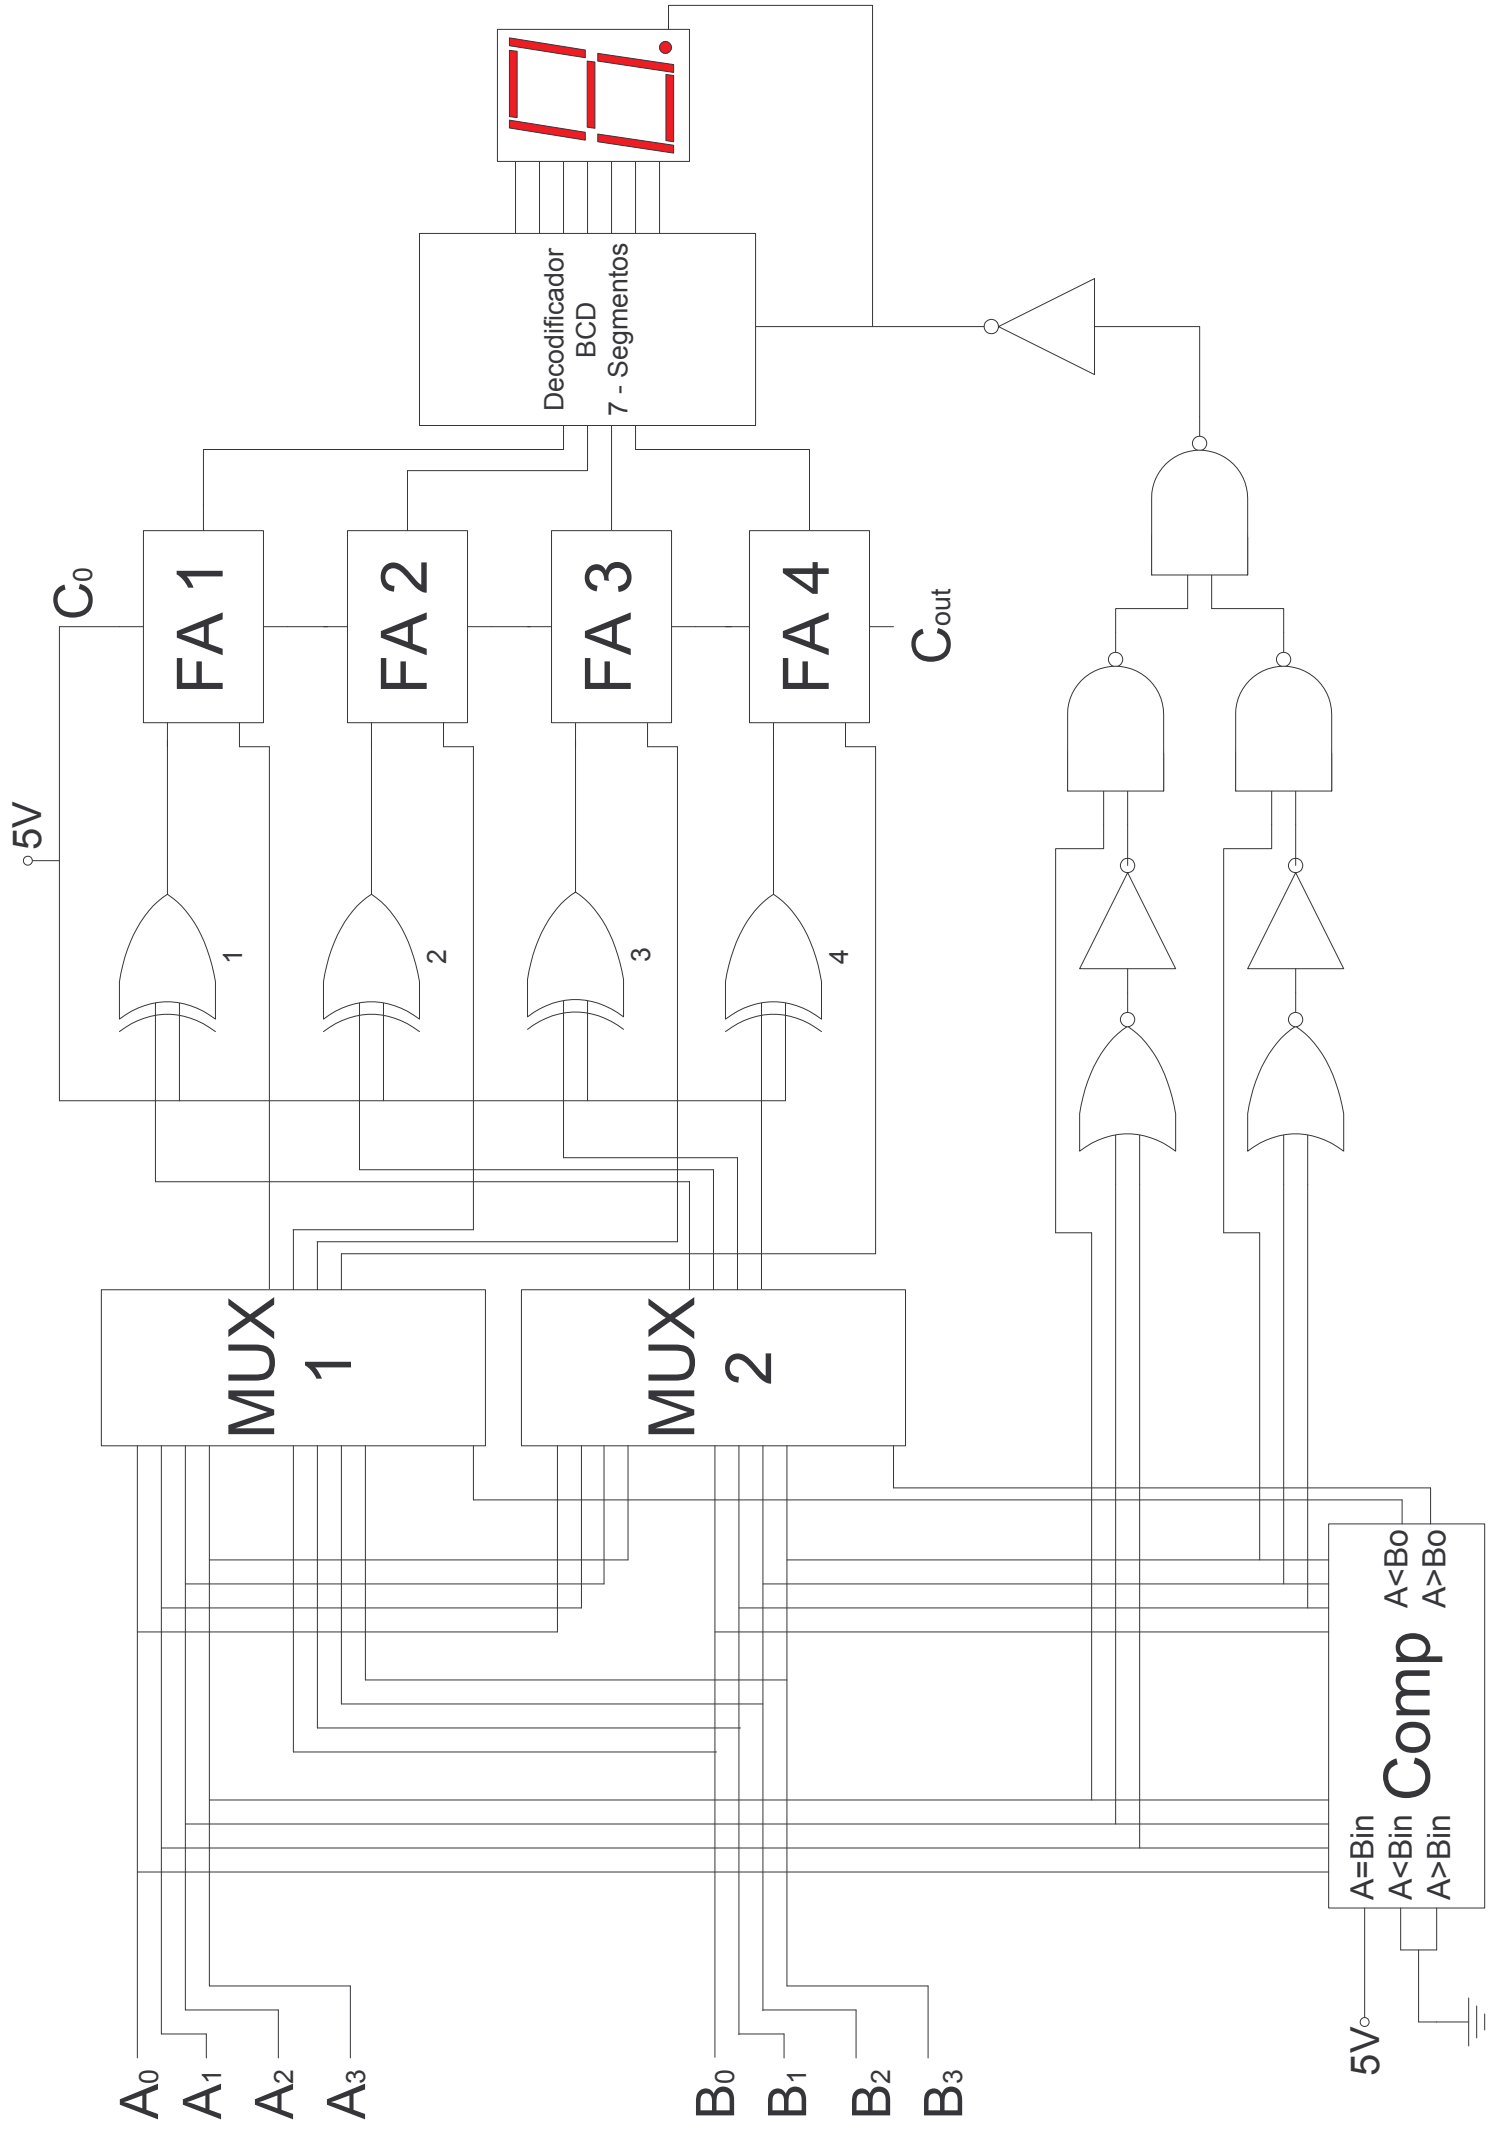 A0
A1
A2
A3
B0
B1
B2
B3
5V
A=Bin
A<Bin
A>Bin
Comp
A<Bo
A>Bo
MUX
1
MUX
2
1
2
3
4
5V
C0
FA 1
FA 2
FA 3
FA 4
Cout
Decodificador
BCD
7 - Segmentos